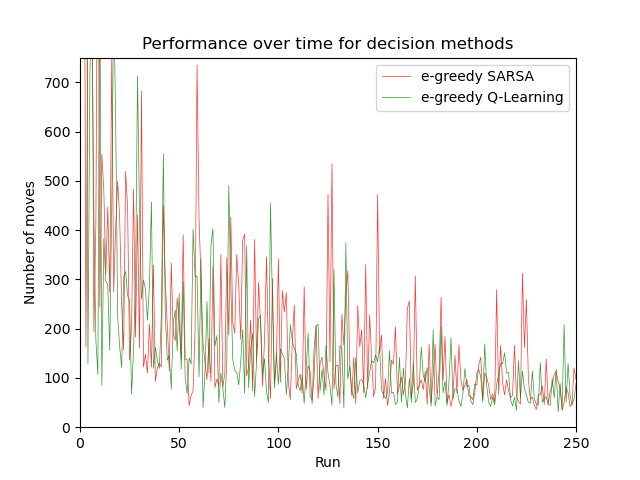 Performance over time for decision methods
e-greedy SARSA
e-greedy Q-Learning
Number of moves
700
600
500
400
300
200
100
0
0 50 100 150 200 250
Run